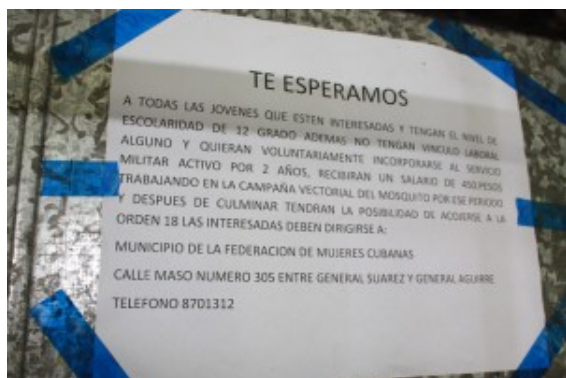 TE ESPERAMOS
A TODAS LAS JOVENES QUE ESTEN INTERESADAS Y TENGAN EL NIVEL DE
ESCOLARIDAD DE 12 GRADO ADEMAS NO TENGAN VINCULO LABORAL
ALGUNO Y QUIERAN VOLUNTARIAMENTE INCORPORARSE AL SERVICIO
MILITAR ACTIVO POR 2 AÑOS, RECIBIRAN UN SALARIO DE 450 PESOS
TRABAJANDO EN LA CAMPAÑA VECTORIAL DEL MOSQUITO POR ESE PERIODO
Y DESPUES DE CULMINAR TENDRAN LA POSIBILIDAD DE ACOJERSE A LA
ORDEN 18 LAS INTERESADAS DEBEN DIRIGIRSE A:
MUNICIPIO DE LA FEDERACION DE MUJERES CUBANAS
CALLE MASO NUMERO 305 ENTRE GENERAL SUAREZ Y GENERAL AGUIRRE
TELEFONO 8701312